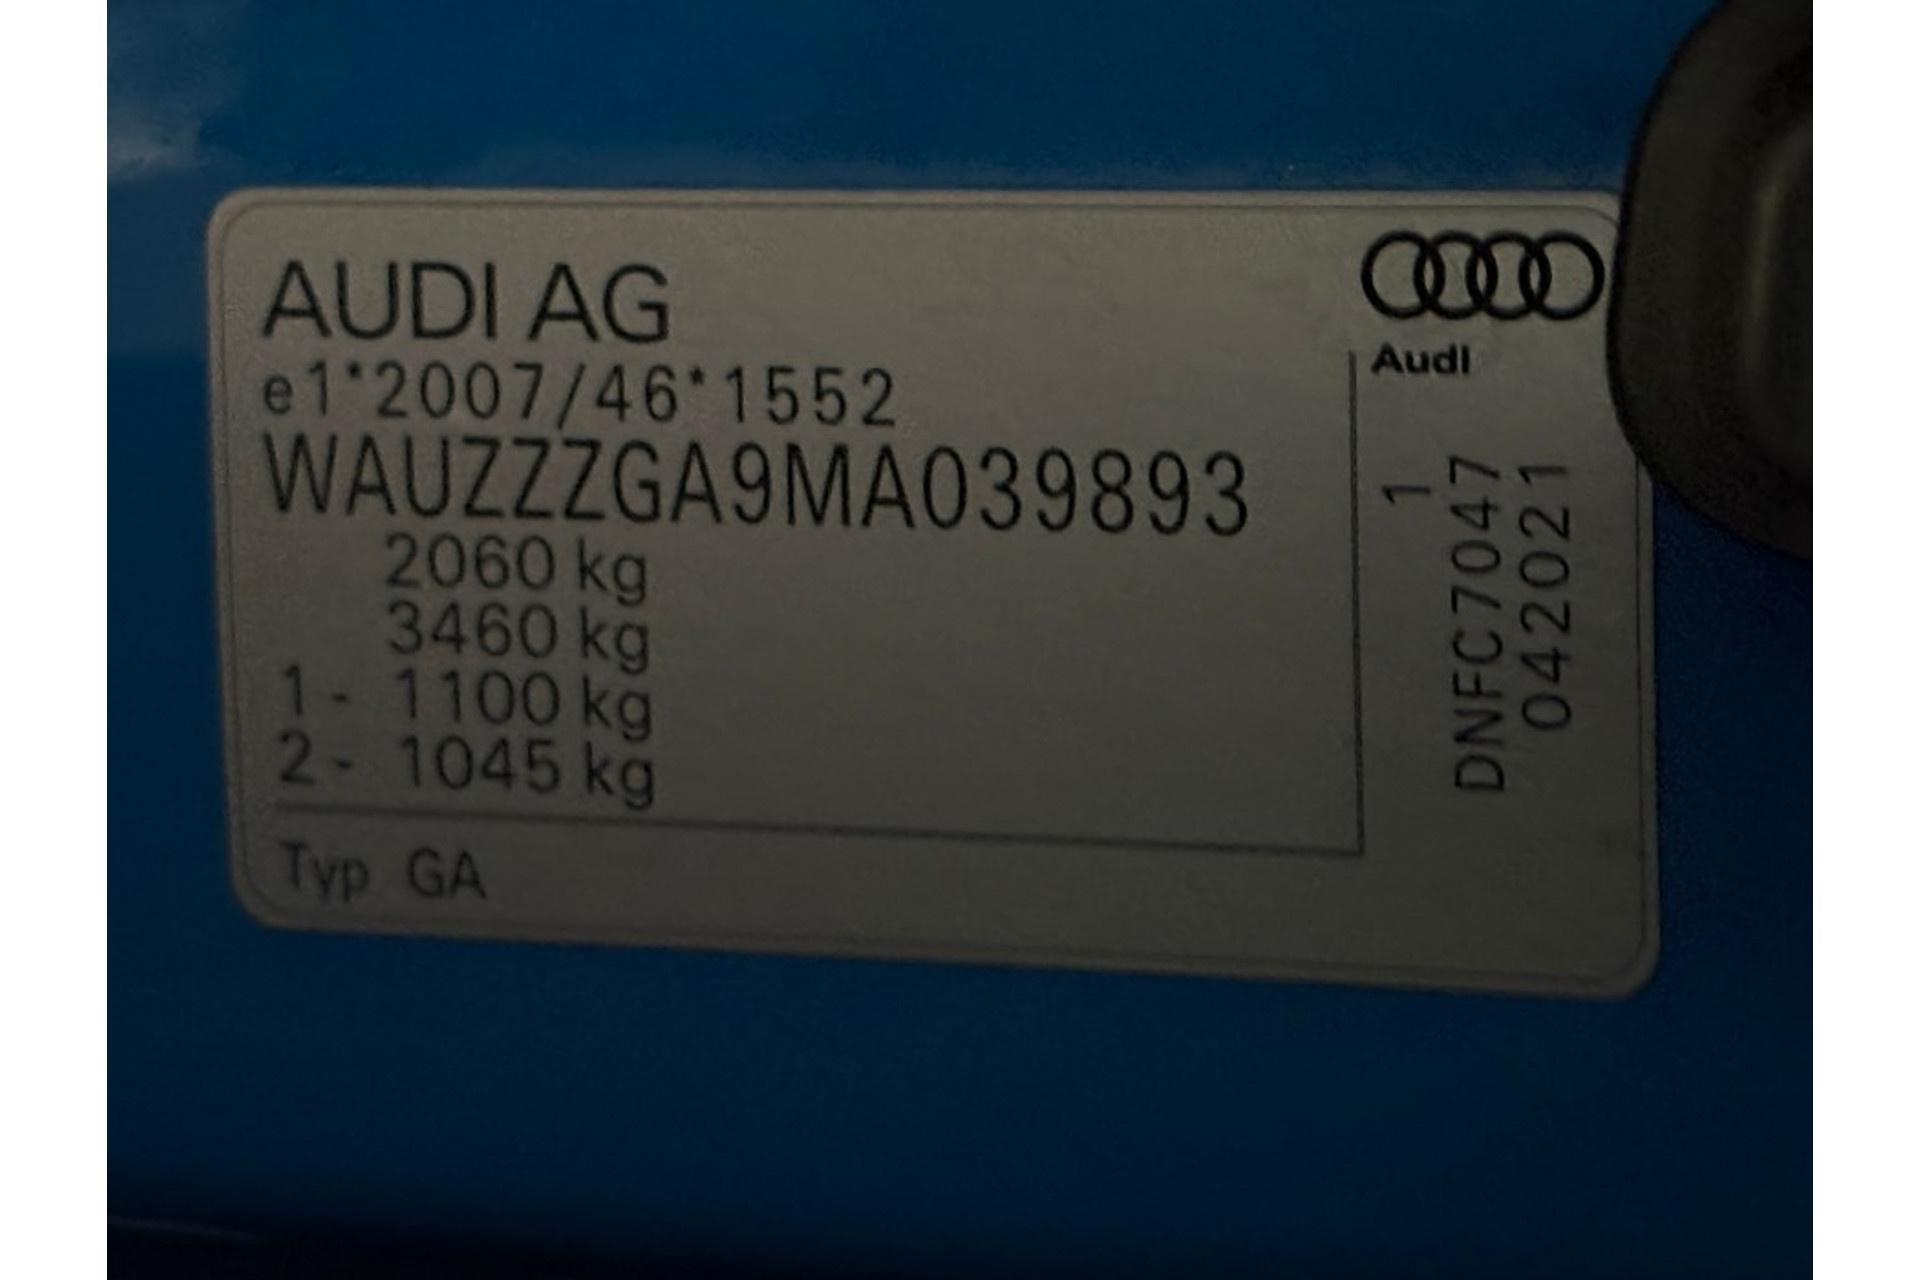 AUDI AG
e1*2007/46*1552
WAUZZZGA9MA039893
2060 kg
3460 kg
1- 1100 kg
2- 1045 kg
Typ GA
Audi
1
DNFC7047
042021